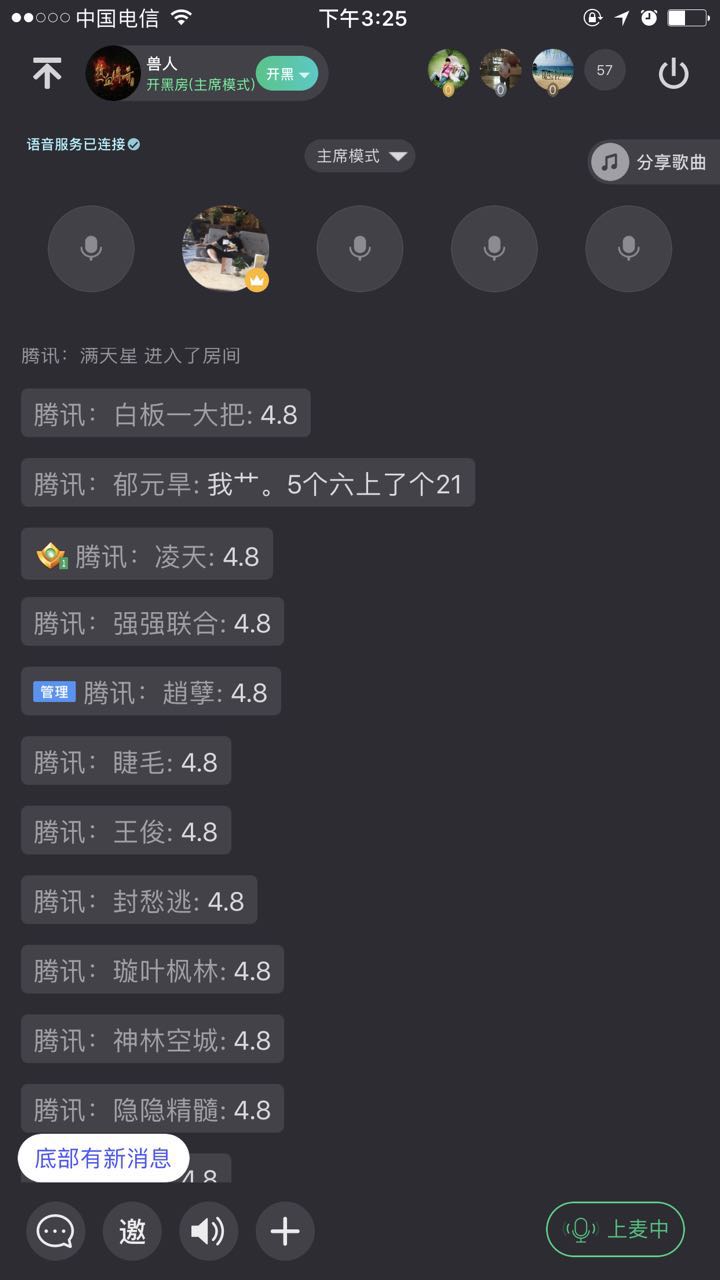 中国电信 下午3:25
兽人
开黑房(主席模式) 开黑
0 0 0 57
语音服务已连接
主席模式
分享歌曲
腾讯：满天星 进入了房间
腾讯：白板一大把: 4.8
腾讯：郁元旱: 我艹。5个六上了个21
1 腾讯：凌天: 4.8
腾讯：强强联合: 4.8
管理 腾讯：趙孽: 4.8
腾讯：睫毛: 4.8
腾讯：王俊: 4.8
腾讯：封愁逃: 4.8
腾讯：璇叶枫林: 4.8
腾讯：神林空城: 4.8
腾讯：隐隐精髓: 4.8
底部有新消息 4.8
邀 上麦中